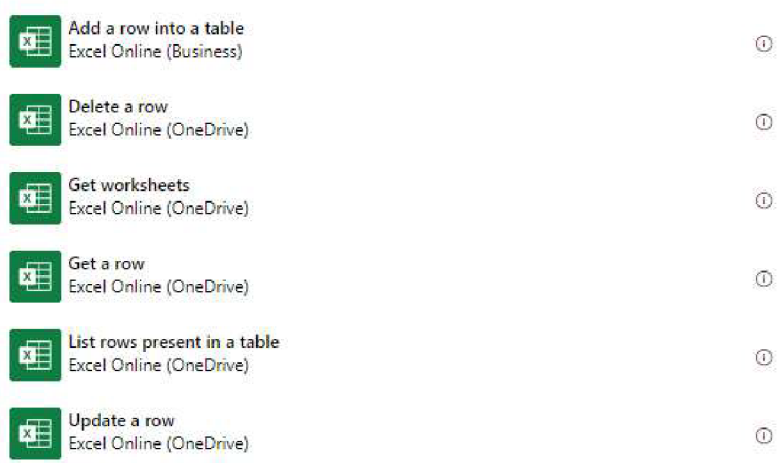 Add a row into a table
Excel Online (Business)
Delete a row
Excel Online (OneDrive)
Get worksheets
Excel Online (OneDrive)
Get a row
Excel Online (OneDrive)
List rows present in a table
Excel Online (OneDrive)
Update a row
Excel Online (OneDrive)